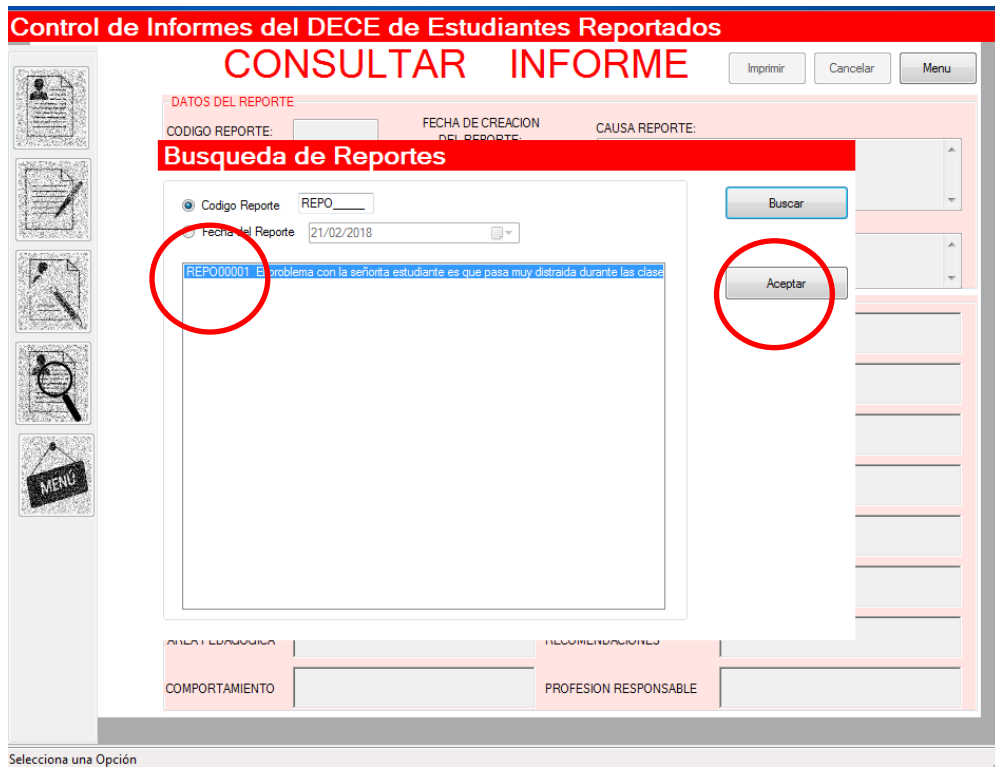 Control de Informes del DECE de Estudiantes Reportados
CONSULTAR INFORME
Imprimir
Cancelar
Menu
DATOS DEL REPORTE
CODIGO REPORTE:
FECHA DE CREACION
DEL REPORTE:
CAUSA REPORTE:
Busqueda de Reportes
Codigo Reporte
REPO_____
Buscar
Fecha del Reporte
21/02/2018
REPO00001 El problema con la señorita estudiante es que pasa muy distraida durante las clase
Aceptar
MENÚ
AREA PEDAGOGICA
RECOMENDACIONES
COMPORTAMIENTO
PROFESION RESPONSABLE
Selecciona una Opción